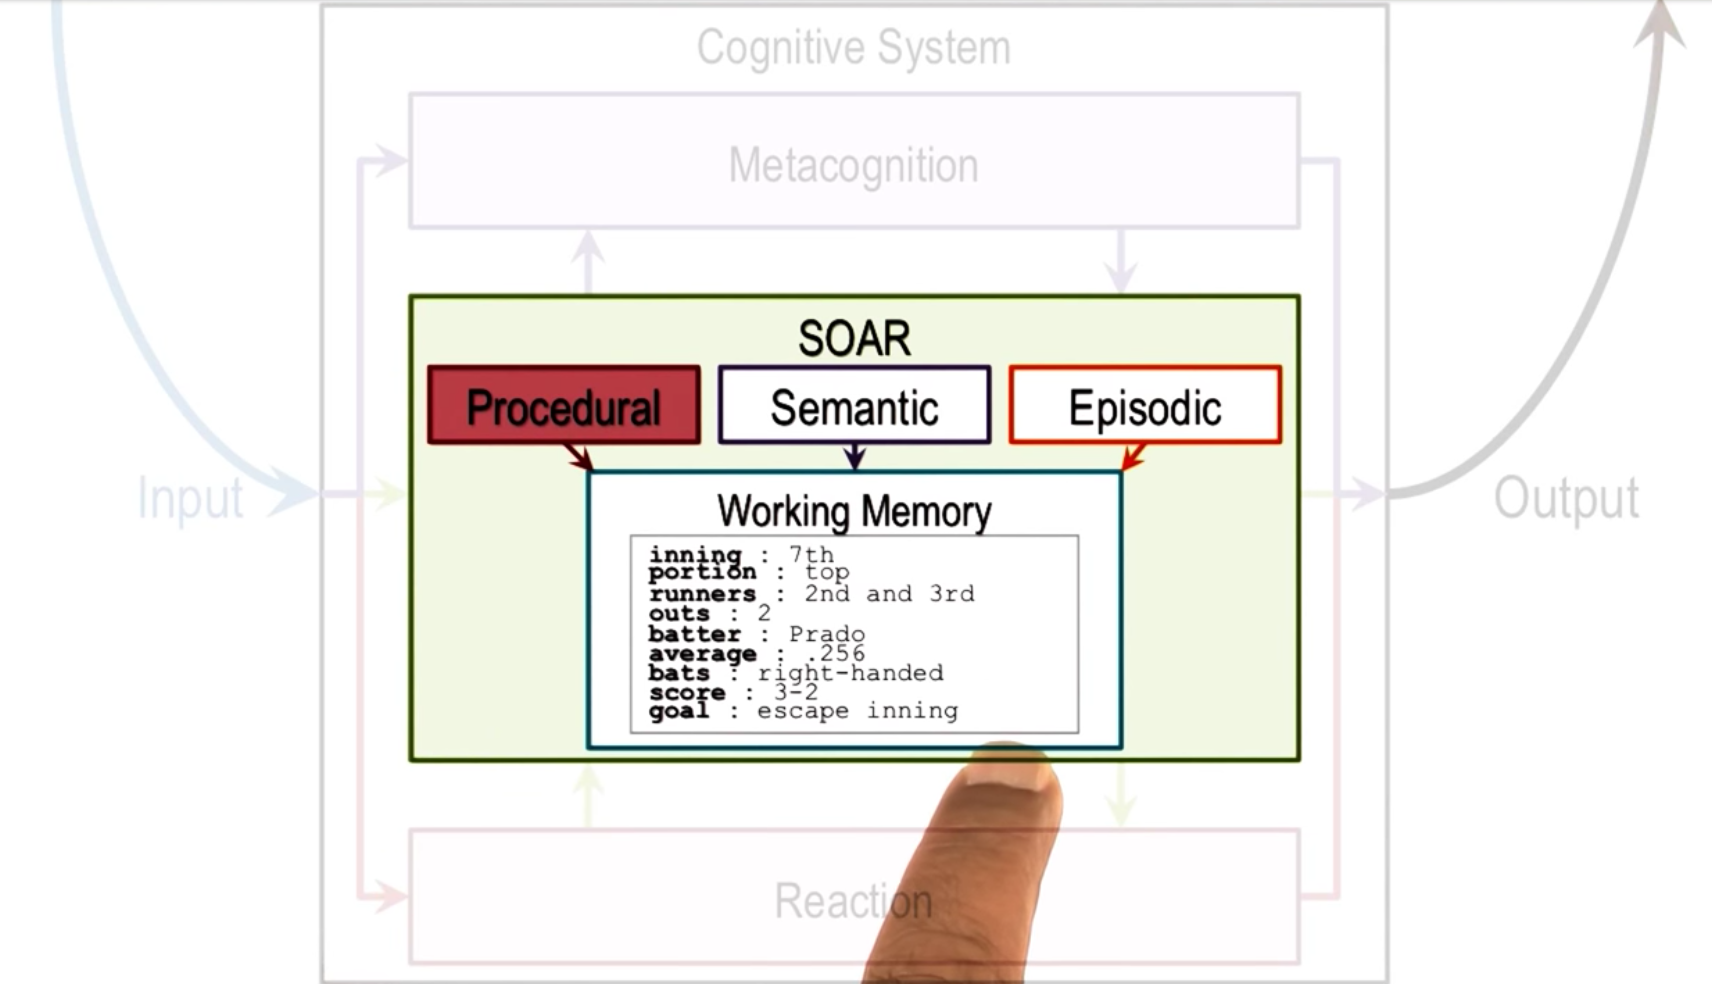 Cognitive System
Metacognition
SOAR
Procedural
Semantic
Episodic
Working Memory
inning : 7th
portion : top
runners : 2nd and 3rd
outs : 2
batter : Prado
average : .256
bats : right-handed
score : 3-2
goal : escape inning
Input
Output
Reaction